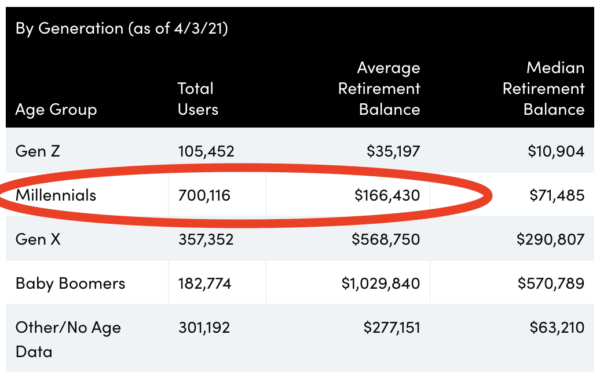 By Generation (as of 4/3/21)
Age Group Total Users Average Retirement Balance Median Retirement Balance
Gen Z 105,452 $35,197 $10,904
Millennials 700,116 $166,430 $71,485
Gen X 357,352 $568,750 $290,807
Baby Boomers 182,774 $1,029,840 $570,789
Other/No Age Data 301,192 $277,151 $63,210